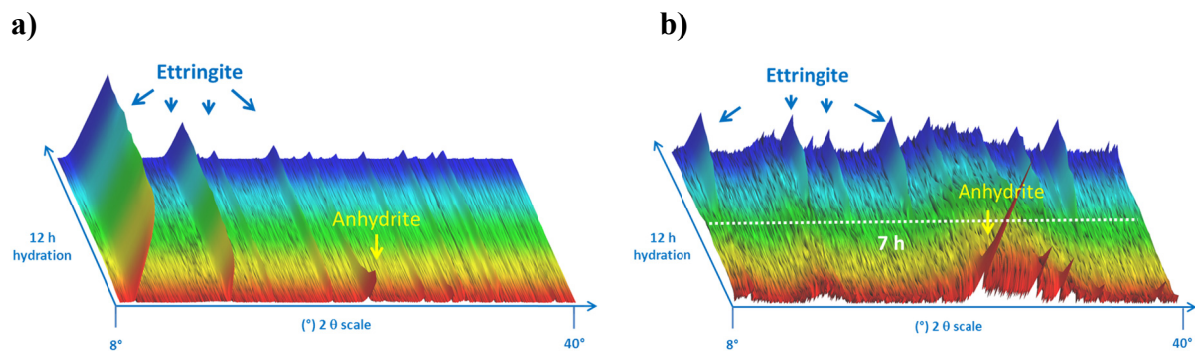 a)
Ettringite
Anhydrite
12 h
hydration
(°) 2 θ scale
8°
40°
b)
Ettringite
Anhydrite
7 h
12 h
hydration
(°) 2 θ scale
8°
40°